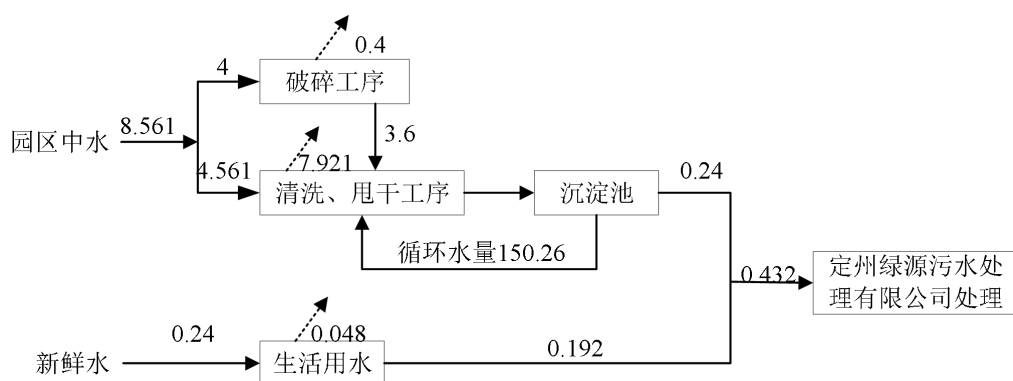 0.4
4
破碎工序
园区中水
8.561
3.6
4.561
7.921
清洗、甩干工序
沉淀池
0.24
循环水量150.26
定州绿源污水处
理有限公司处理
0.432
0.24
0.048
新鲜水
生活用水
0.192